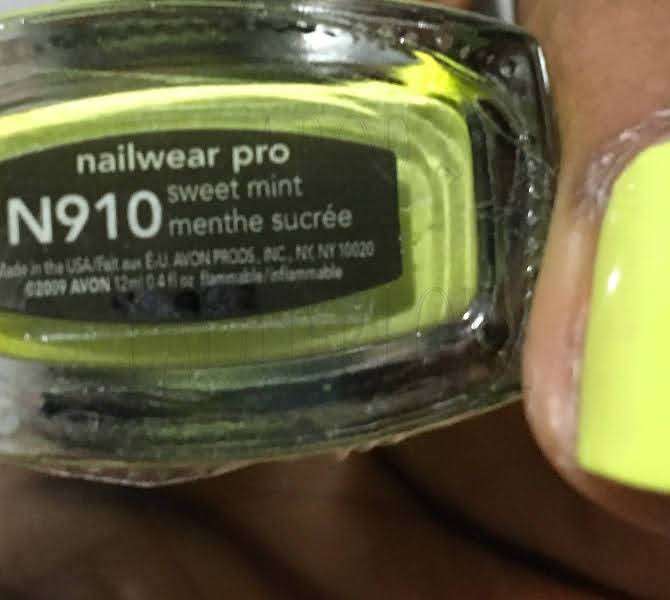 nailwear pro
N910 sweet mint
menthe sucrée
Made in the USA/Fait aux É-U. AVON PRODS., INC., NY, NY 10020
©2009 AVON 12ml 0.4 fl oz flammable/inflammable